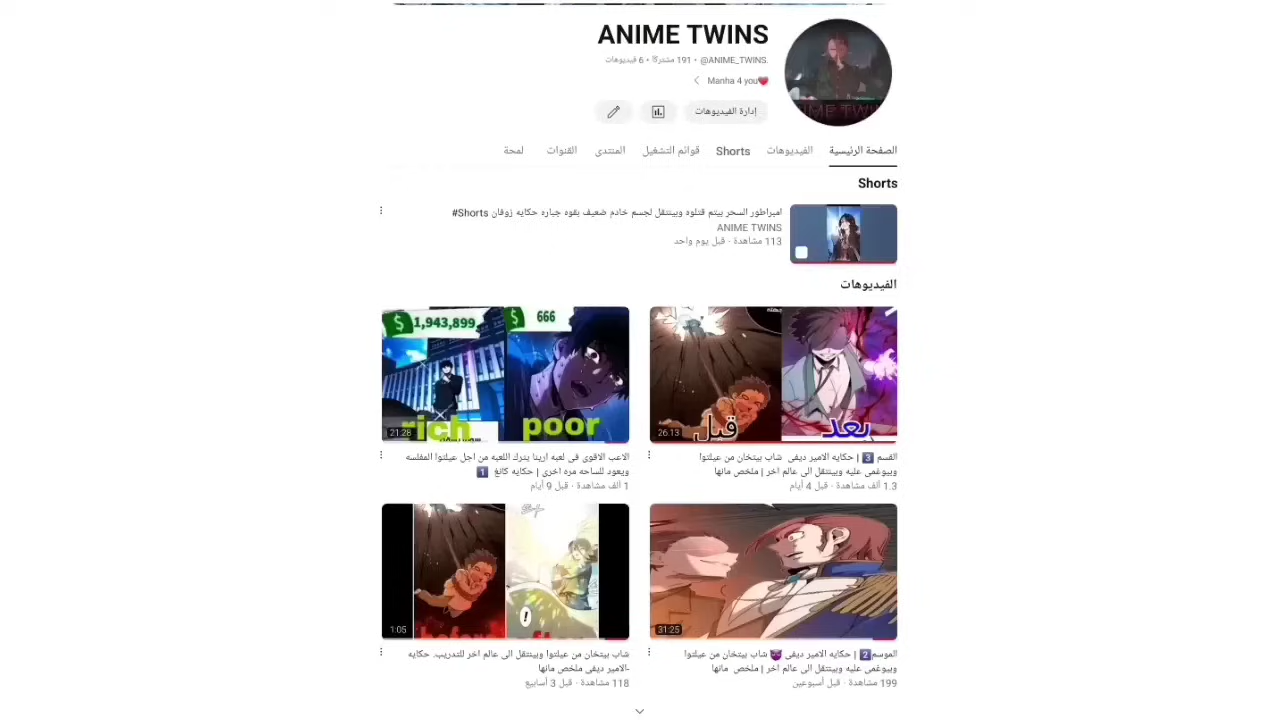 ANIME TWINS
@ANIME_TWINS. • 191 مشتركًا • 6 فيديوهات
Manha 4 you❤️
إدارة الفيديوهات
الصفحة الرئيسية
الفيديوهات
Shorts
قوائم التشغيل
المنتدى
القنوات
لمحة
Shorts
امبراطور السحر بيتم قتلوه وبينتقل لجسم خادم ضعيف بقوه جباره حكايه زوفان Shorts#
ANIME TWINS
113 مشاهدة · قبل يوم واحد
الفيديوهات
بعد
قبل
26:13
القسم 3️⃣ | حكايه الامير ديفى شاب بيتخان من عيلتوا
وبيوغمى عليه وبينتقل الى عالم اخر | ملخص مانها
1.3 ألف مشاهدة · قبل 4 أيام
$ 666
$ 1,943,899
poor
rich
21:28
الاعب الاقوى فى لعبه ارينا يترك اللعبه من اجل عيلتوا المفلسه
ويعود للساحه مره اخرى | حكايه كانغ 1️⃣
1 ألف مشاهدة · قبل 9 أيام
31:25
الموسم2️⃣ | حكايه الامير ديفى 😈 شاب بيتخان من عيلتوا
وبيوغمى عليه وبينتقل الى عالم اخر | ملخص مانها
199 مشاهدة · قبل أسبوعين
!
1:05
شاب بيتخان من عيلتوا وبينتقل الى عالم اخر للتدريب. حكايه
الامير ديفى ملخص مانها-
118 مشاهدة · قبل 3 أسابيع